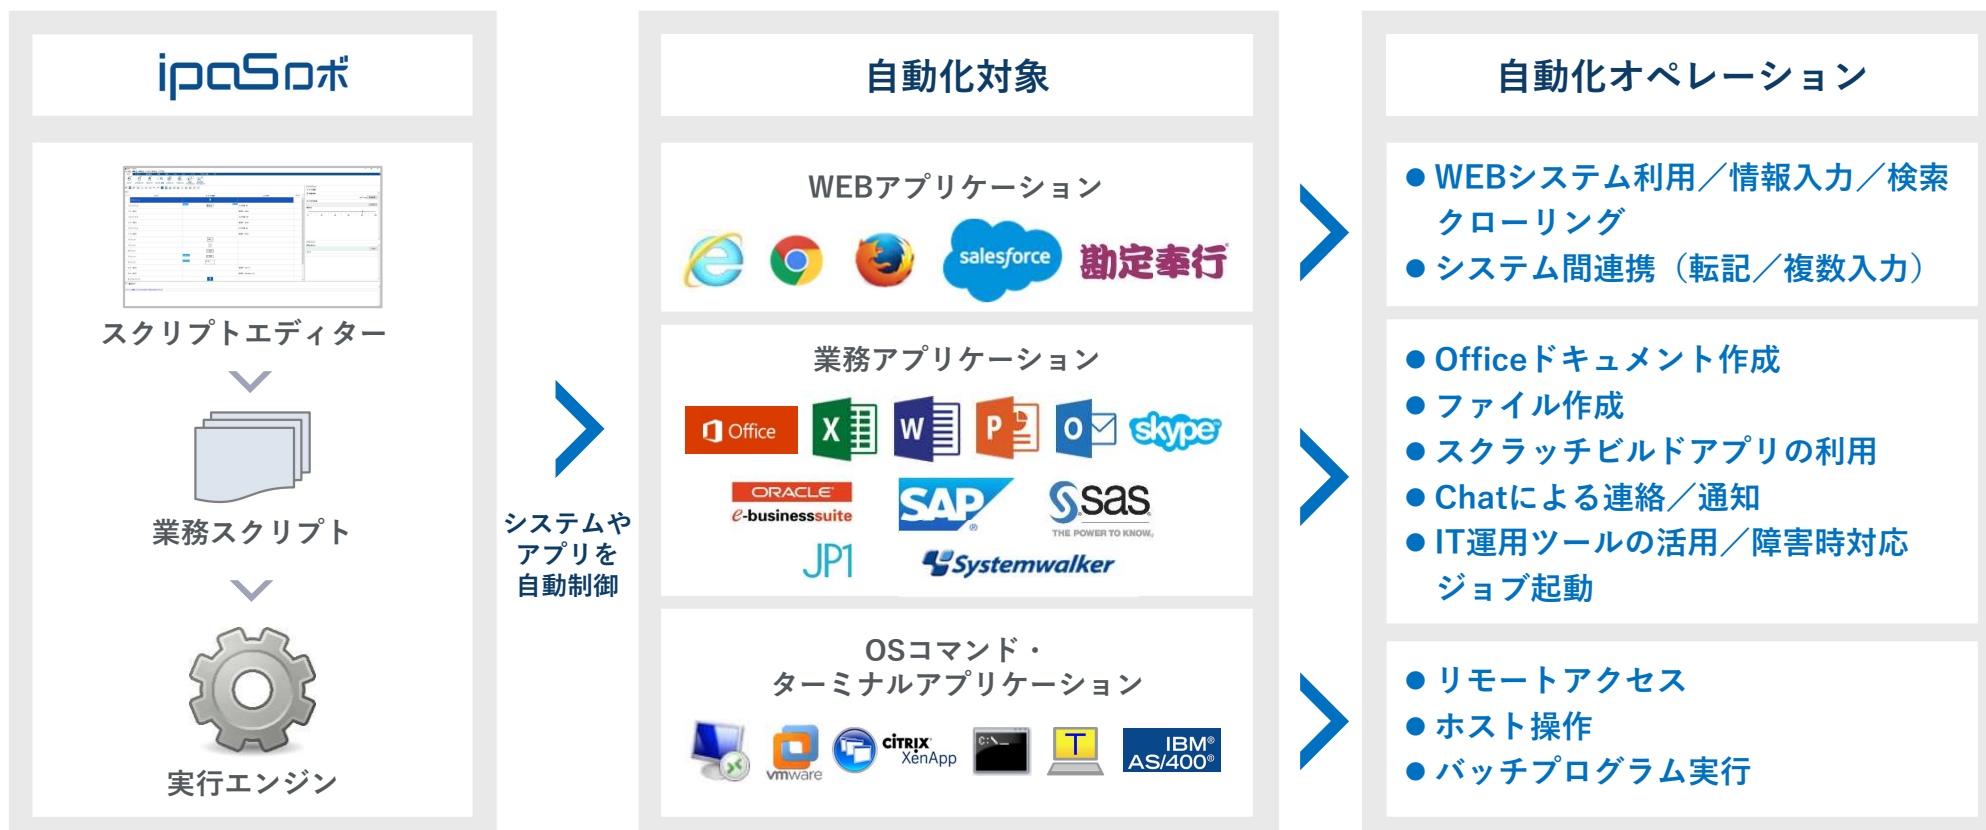 ipaSロボ
スクリプトエディター
業務スクリプト
実行エンジン
システムや
アプリを
自動制御
自動化対象
WEBアプリケーション
salesforce
勘定奉行
業務アプリケーション
Office
X
W
P
O
skype
ORACLE
e-businesssuite
SAP
sas
THE POWER TO KNOW.
JP1
Systemwalker
OSコマンド・
ターミナルアプリケーション
vmware
CITRIX
XenApp
C:\_
T
IBM®
AS/400®
自動化オペレーション
● WEBシステム利用／情報入力／検索
クローリング
● システム間連携（転記／複数入力）
● Officeドキュメント作成
● ファイル作成
● スクラッチビルドアプリの利用
● Chatによる連絡／通知
● IT運用ツールの活用／障害時対応
ジョブ起動
● リモートアクセス
● ホスト操作
● バッチプログラム実行